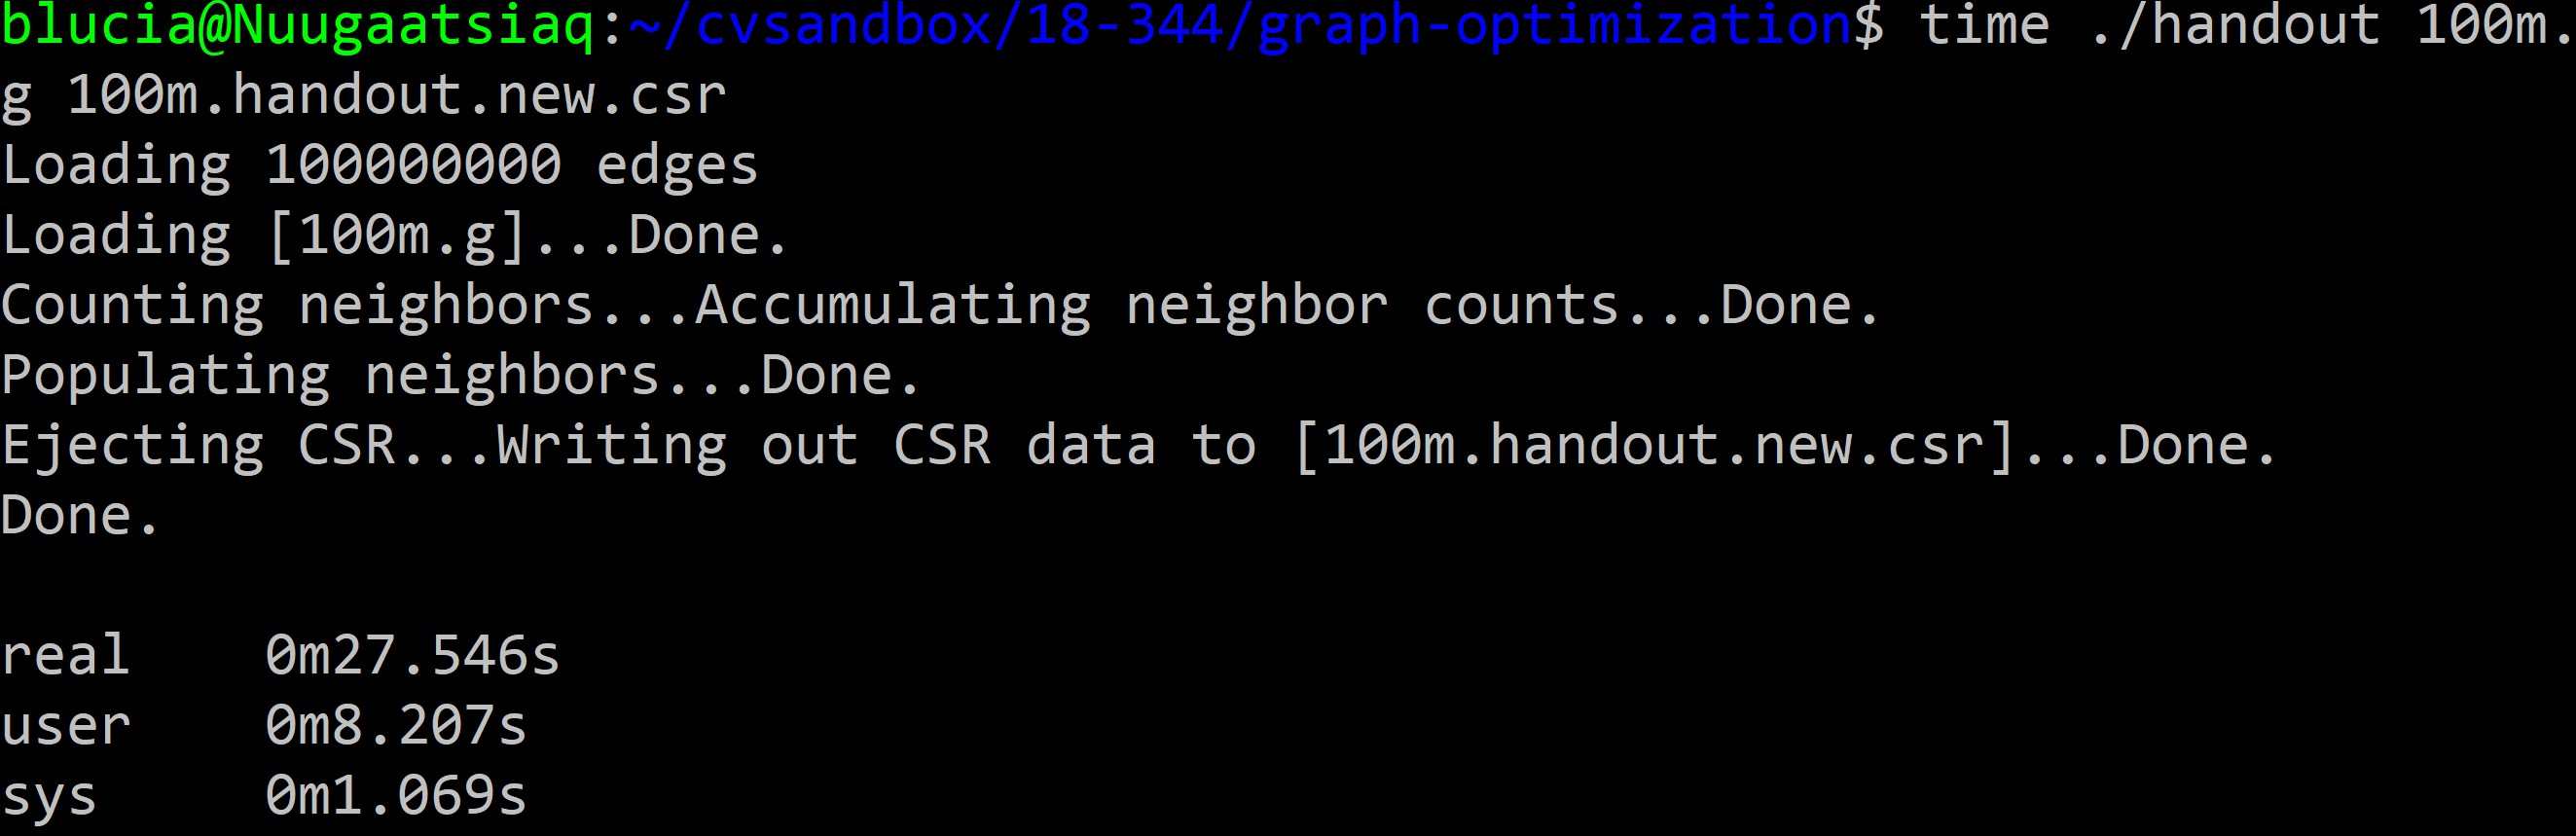 blucia@Nuugaatsiaq:~/cvsandbox/18-344/graph-optimization$ time ./handout 100m.
g 100m.handout.new.csr
Loading 100000000 edges
Loading [100m.g]...Done.
Counting neighbors...Accumulating neighbor counts...Done.
Populating neighbors...Done.
Ejecting CSR...Writing out CSR data to [100m.handout.new.csr]...Done.
Done.
real 0m27.546s
user 0m8.207s
sys 0m1.069s